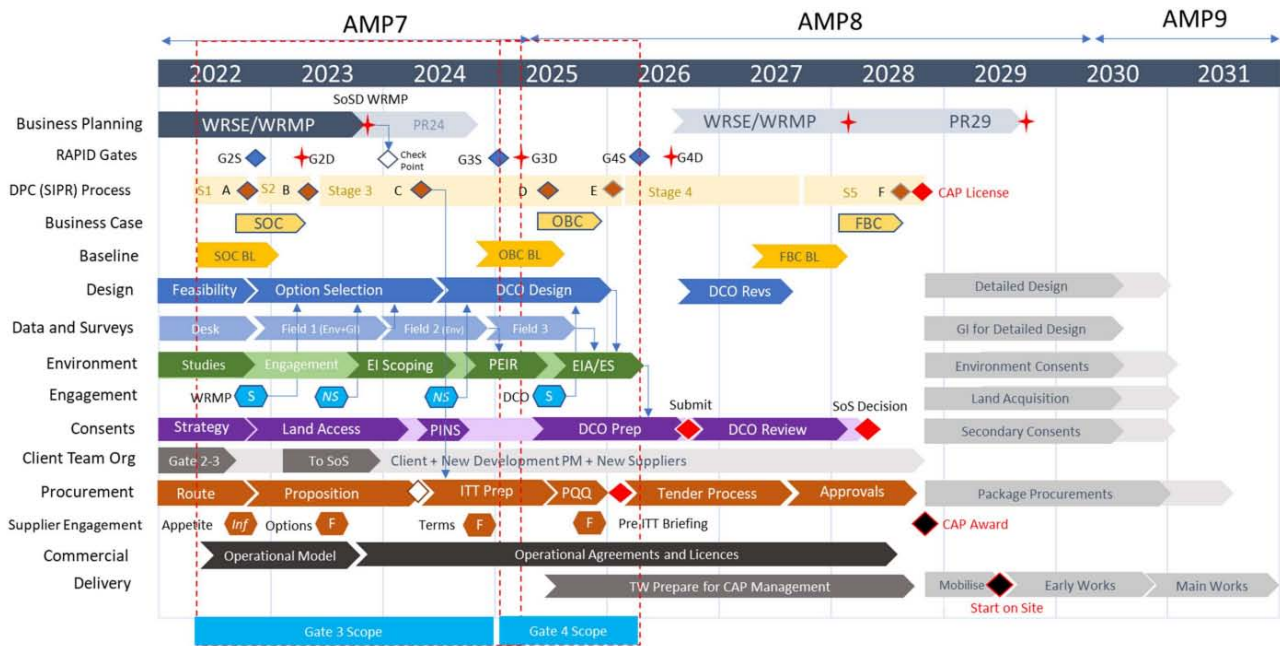 AMP7 AMP8 AMP9
2022 2023 2024 2025 2026 2027 2028 2029 2030 2031
SoSD WRMP
Business Planning WRSE/WRMP PR24 WRSE/WRMP PR29
RAPID Gates G2S G2D Check Point G3S G3D G4S G4D
DPC (SIPR) Process S1 A S2 B Stage 3 C D E Stage 4 S5 F CAP License
Business Case SOC OBC FBC
Baseline SOC BL OBC BL FBC BL
Design Feasibility Option Selection DCO Design DCO Revs Detailed Design
Data and Surveys Desk Field 1 (Env+GI) Field 2 (Env) Field 3 GI for Detailed Design
Environment Studies Engagement EI Scoping PEIR EIA/ES Environment Consents
Engagement WRMP S NS NS DCO S Land Acquisition
Submit SoS Decision
Consents Strategy Land Access PINS DCO Prep DCO Review Secondary Consents
Client Team Org Gate 2-3 To SoS Client + New Development PM + New Suppliers
Procurement Route Proposition ITT Prep PQQ Tender Process Approvals Package Procurements
Supplier Engagement Appetite Inf Options F Terms F F Pre ITT Briefing CAP Award
Commercial Operational Model Operational Agreements and Licences
Delivery TW Prepare for CAP Management Mobilise Early Works Main Works
Start on Site
Gate 3 Scope Gate 4 Scope